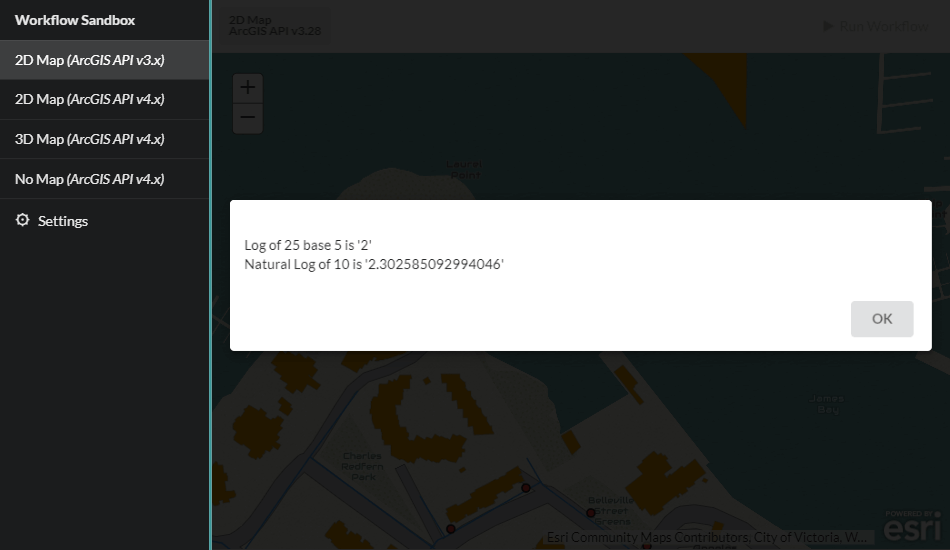 Workflow Sandbox
2D Map (ArcGIS API v3.x)
2D Map (ArcGIS API v4.x)
3D Map (ArcGIS API v4.x)
No Map (ArcGIS API v4.x)
Settings
2D Map
ArcGIS API v3.28
Run Workflow
+
−
Laurel
Point
Log of 25 base 5 is '2'
Natural Log of 10 is '2.302585092994046'
OK
James
Bay
Charles
Redfern
Park
Belleville
Street
Greens
POWERED BY
esri
Esri Community Maps Contributors, City of Victoria, W...